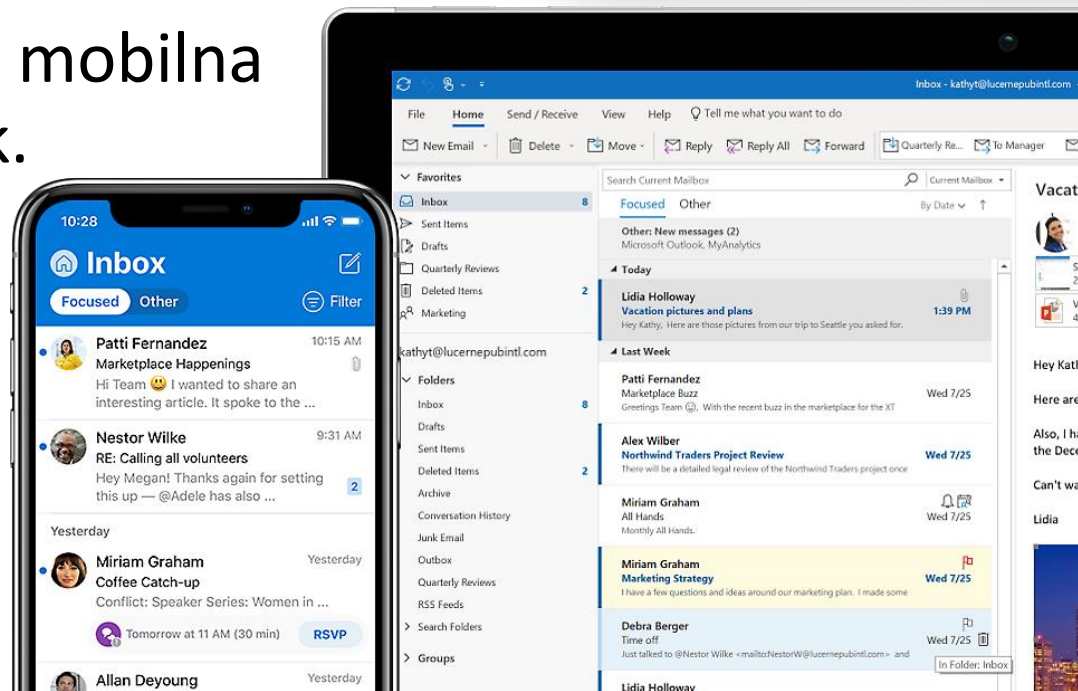 mobilna
k.
10:28
Inbox
Focused Other Filter
Patti Fernandez 10:15 AM
Marketplace Happenings
Hi Team 😃 I wanted to share an
interesting article. It spoke to the ...
Nestor Wilke 9:31 AM
RE: Calling all volunteers
Hey Megan! Thanks again for setting
this up — @Adele has also ... 2
Yesterday
Miriam Graham Yesterday
Coffee Catch-up
Conflict: Speaker Series: Women in ...
Tomorrow at 11 AM (30 min) RSVP
Allan Deyoung Yesterday
Inbox - kathyt@lucernepubintl.com
File Home Send / Receive View Help Tell me what you want to do
New Email Delete Move Reply Reply All Forward Quarterly Re... To Manager
Favorites
Inbox 8
Sent Items
Drafts
Quarterly Reviews
Deleted Items 2
Marketing
kathyt@lucernepubintl.com
Folders
Inbox 8
Drafts
Sent Items
Deleted Items 2
Archive
Conversation History
Junk Email
Outbox
Quarterly Reviews
RSS Feeds
Search Folders
Groups
Search Current Mailbox Current Mailbox
Focused Other By Date
Other: New messages (2)
Microsoft Outlook, MyAnalytics
Today
Lidia Holloway
Vacation pictures and plans 1:39 PM
Hey Kathy, Here are those pictures from our trip to Seattle you asked for.
Last Week
Patti Fernandez
Marketplace Buzz Wed 7/25
Greetings Team 😊, With the recent buzz in the marketplace for the XT
Alex Wilber
Northwind Traders Project Review Wed 7/25
There will be a detailed legal review of the Northwind Traders project once
Miriam Graham
All Hands Wed 7/25
Monthly All Hands.
Miriam Graham
Marketing Strategy Wed 7/25
I have a few questions and ideas around our marketing plan. I made some
Debra Berger
Time off Wed 7/25
Just talked to @Nestor Wilke <mailto:NestorW@lucernepubintl.com> and
In Folder: Inbox
Lidia Holloway
Vacat
Hey Kath
Here are
Also, I ha
the Dece
Can't wa
Lidia